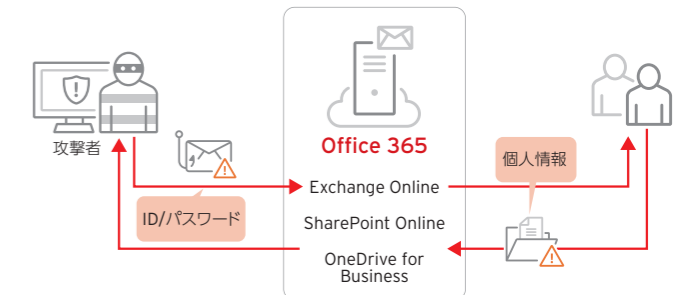 攻撃者
Office 365
個人情報
Exchange Online
ID/パスワード
SharePoint Online
OneDrive for
Business